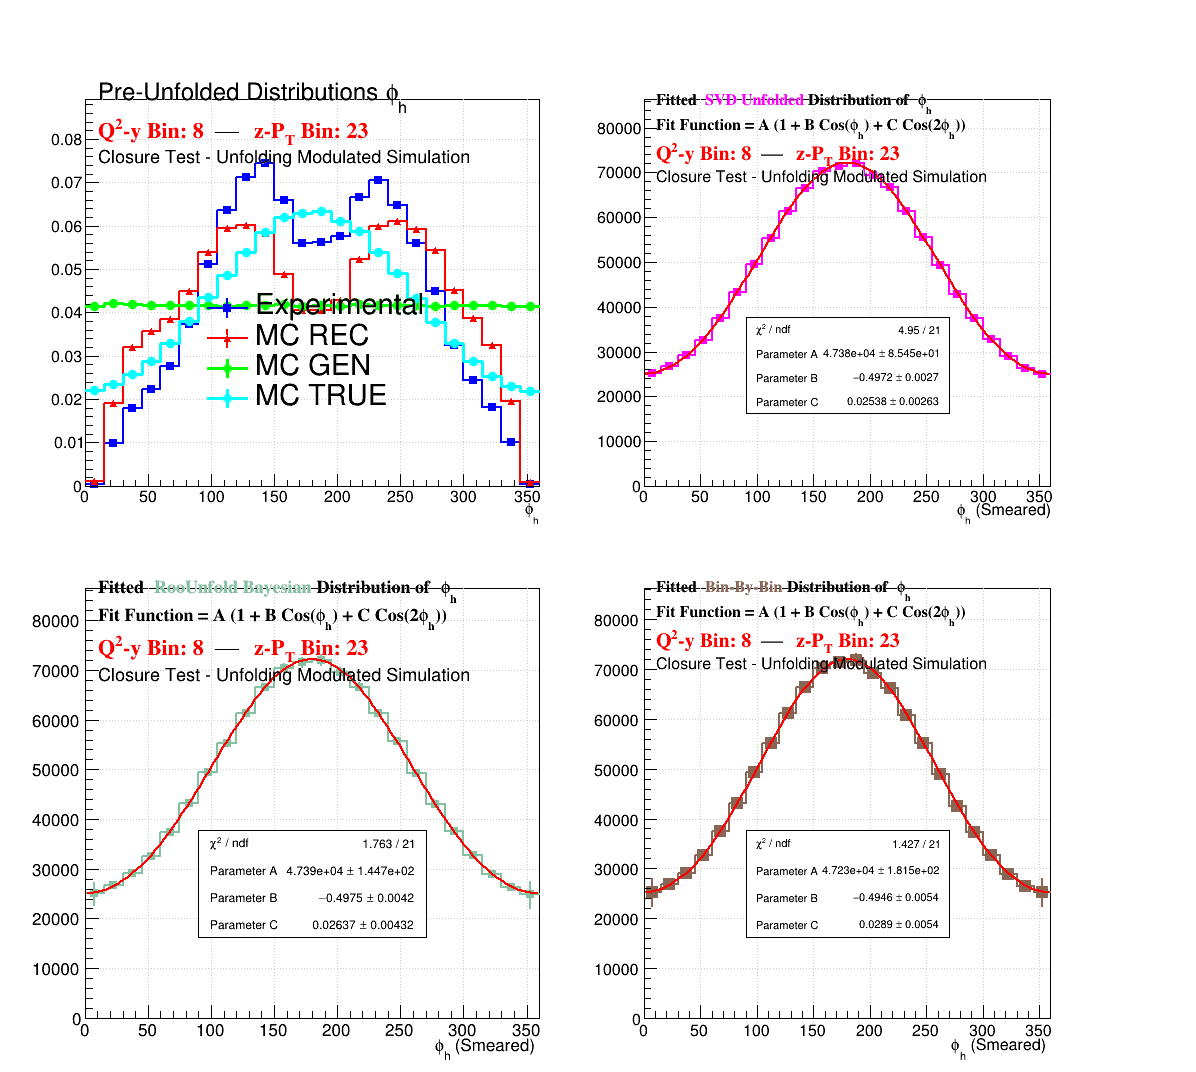 Pre-Unfolded Distributions ϕh
Q2-y Bin: 8 — z-PT Bin: 23
Closure Test - Unfolding Modulated Simulation
0.08
0.07
0.06
0.05
0.04
0.03
0.02
0.01
0
Experimental
MC REC
MC GEN
MC TRUE
0 50 100 150 200 250 300 350
ϕh
Fitted SVD Unfolded Distribution of ϕh
Fit Function = A (1 + B Cos(ϕh) + C Cos(2ϕh))
Q2-y Bin: 8 — z-PT Bin: 23
Closure Test - Unfolding Modulated Simulation
80000
70000
60000
50000
40000
30000
20000
10000
0
χ2 / ndf 4.95 / 21
Parameter A 4.738e+04 ± 8.545e+01
Parameter B −0.4972 ± 0.0027
Parameter C 0.02538 ± 0.00263
0 50 100 150 200 250 300 350
ϕh (Smeared)
Fitted RooUnfold Bayesian Distribution of ϕh
Fit Function = A (1 + B Cos(ϕh) + C Cos(2ϕh))
Q2-y Bin: 8 — z-PT Bin: 23
Closure Test - Unfolding Modulated Simulation
80000
70000
60000
50000
40000
30000
20000
10000
0
χ2 / ndf 1.763 / 21
Parameter A 4.739e+04 ± 1.447e+02
Parameter B −0.4975 ± 0.0042
Parameter C 0.02637 ± 0.00432
0 50 100 150 200 250 300 350
ϕh (Smeared)
Fitted Bin-By-Bin Distribution of ϕh
Fit Function = A (1 + B Cos(ϕh) + C Cos(2ϕh))
Q2-y Bin: 8 — z-PT Bin: 23
Closure Test - Unfolding Modulated Simulation
80000
70000
60000
50000
40000
30000
20000
10000
0
χ2 / ndf 1.427 / 21
Parameter A 4.723e+04 ± 1.815e+02
Parameter B −0.4946 ± 0.0054
Parameter C 0.0289 ± 0.0054
0 50 100 150 200 250 300 350
ϕh (Smeared)